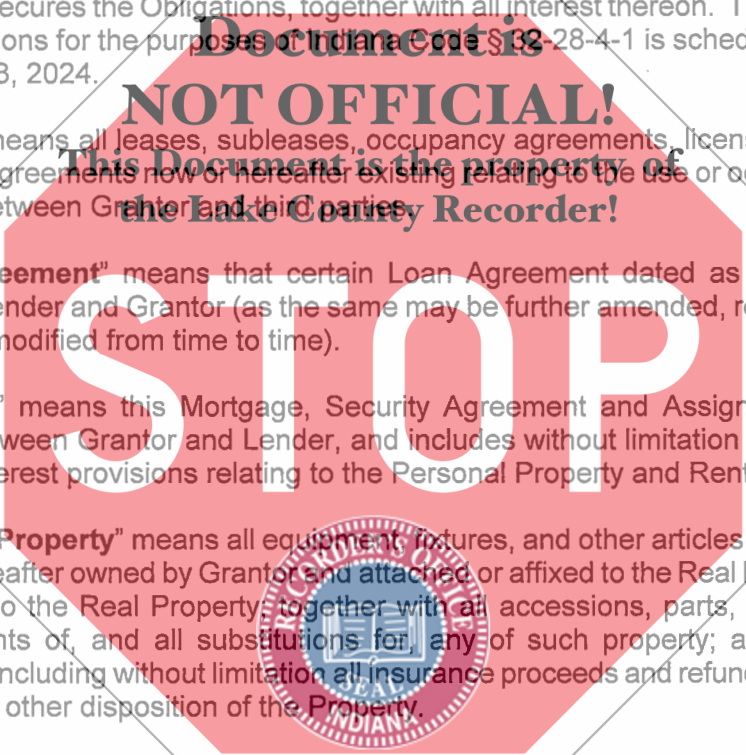 ecures the Obligations, together with all interest thereon. T
Document is
ons for the purposes of Indiana Code § 32-28-4-1 is sched
3, 2024.
NOT OFFICIAL!
means all leases, subleases, occupancy agreements, licens
This Document is the property of
greements now or hereafter existing relating to the use or o
etween Grantor and third parties.
the Lake County Recorder!
eement” means that certain Loan Agreement dated as
ender and Grantor (as the same may be further amended, r
modified from time to time).
STOP
” means this Mortgage, Security Agreement and Assign
ween Grantor and Lender, and includes without limitation
erest provisions relating to the Personal Property and Rent
Property” means all equipment, fixtures, and other articles
eafter owned by Grantor and attached or affixed to the Real
o the Real Property; together with all accessions, parts,
nts of, and all substitutions for, any of such property; a
ncluding without limitation all insurance proceeds and refun
other disposition of the Property.
RECORDER'S OFFICE
SEAL
INDIANA